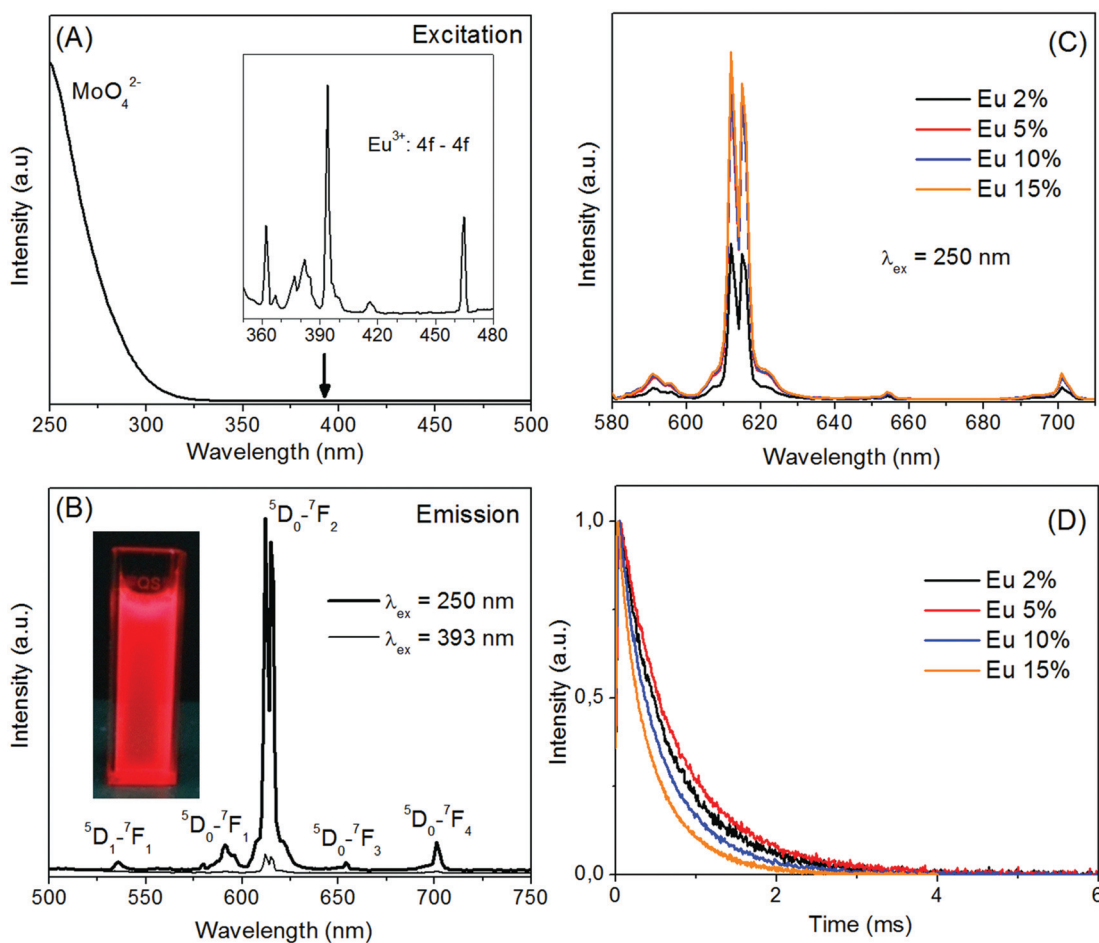 (A)
Excitation
MoO₄²⁻
Eu³⁺: 4f - 4f
360 390 420 450 480
Intensity (a.u)
250 300 350 400 450 500
Wavelength (nm)
(B)
Emission
⁵D₀-⁷F₂
QS
λₑₓ = 250 nm
λₑₓ = 393 nm
⁵D₁-⁷F₁
⁵D₀-⁷F₁
⁵D₀-⁷F₃
⁵D₀-⁷F₄
Intensity (a.u.)
500 550 600 650 700 750
Wavelength (nm)
(C)
Eu 2%
Eu 5%
Eu 10%
Eu 15%
λₑₓ = 250 nm
Intensity (a.u.)
580 600 620 640 660 680 700
Wavelength (nm)
(D)
1,0
0,5
0,0
Eu 2%
Eu 5%
Eu 10%
Eu 15%
Intensity (a.u.)
0 2 4 6
Time (ms)